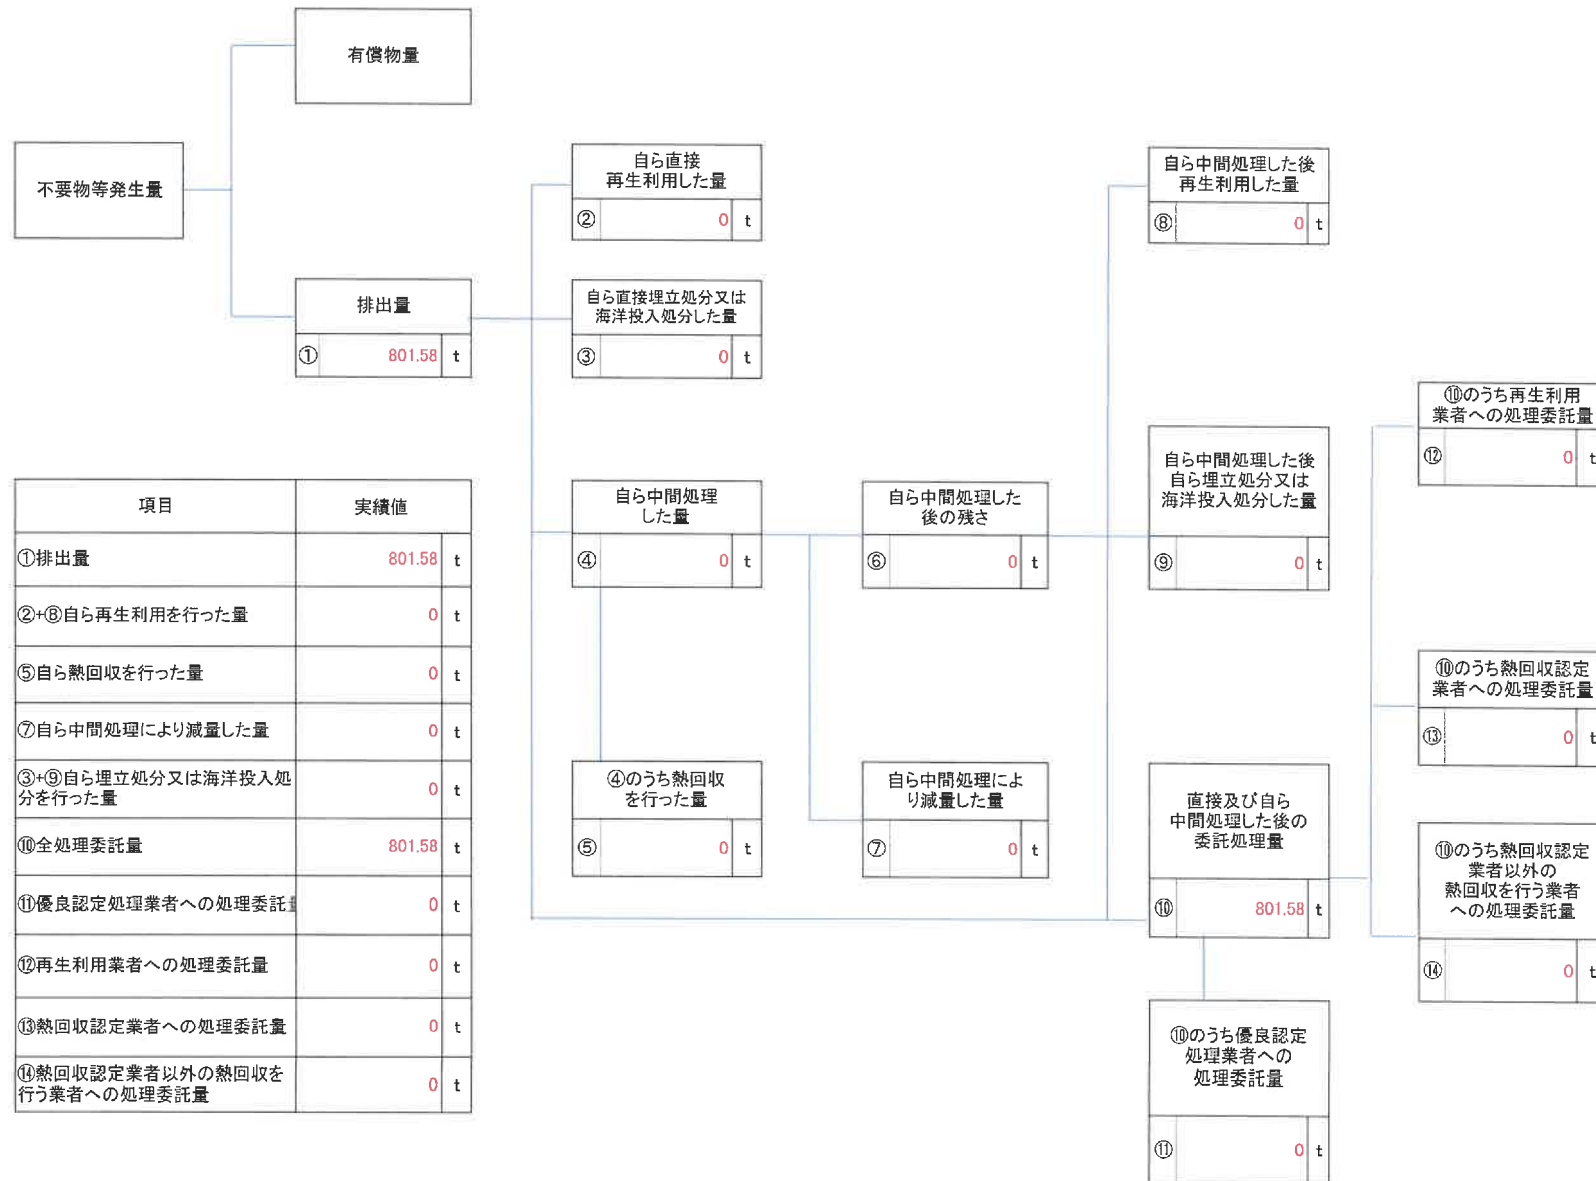 有償物量
不要物等発生量
排出量
① 801.58 t
自ら直接
再生利用した量
② 0 t
自ら直接埋立処分又は
海洋投入処分した量
③ 0 t
自ら中間処理
した量
④ 0 t
④のうち熱回収
を行った量
⑤ 0 t
自ら中間処理した
後の残さ
⑥ 0 t
自ら中間処理によ
り減量した量
⑦ 0 t
自ら中間処理した後
再生利用した量
⑧ 0 t
自ら中間処理した後
自ら埋立処分又は
海洋投入処分した量
⑨ 0 t
直接及び自ら
中間処理した後の
委託処理量
⑩ 801.58 t
⑩のうち優良認定
処理業者への
処理委託量
⑪ 0 t
⑩のうち再生利用
業者への処理委託量
⑫ 0 t
⑩のうち熱回収認定
業者への処理委託量
⑬ 0 t
⑩のうち熱回収認定
業者以外の
熱回収を行う業者
への処理委託量
⑭ 0 t
項目 実績値
①排出量 801.58 t
②+⑧自ら再生利用を行った量 0 t
⑤自ら熱回収を行った量 0 t
⑦自ら中間処理により減量した量 0 t
③+⑨自ら埋立処分又は海洋投入処
分を行った量 0 t
⑩全処理委託量 801.58 t
⑪優良認定処理業者への処理委託 0 t
⑫再生利用業者への処理委託量 0 t
⑬熱回収認定業者への処理委託量 0 t
⑭熱回収認定業者以外の熱回収を
行う業者への処理委託量 0 t